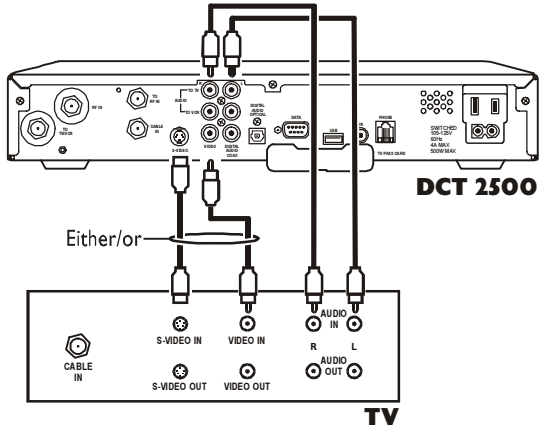 R L
TO TV
AUDIO
TO VCR
RF IN
TO
RF IN
TO
TV/VCR
CABLE
IN
S-VIDEO
VIDEO
DIGITAL
AUDIO
COAX
DIGITAL
AUDIO
OPTICAL
DATA
USB
IR
PHONE
TV PASS CARD
SWITCHED
105-125V
60Hz
4A MAX
500W MAX
DCT 2500
Either/or
CABLE
IN
S-VIDEO IN
VIDEO IN
AUDIO
IN
R L
S-VIDEO OUT
VIDEO OUT
AUDIO
OUT
TV